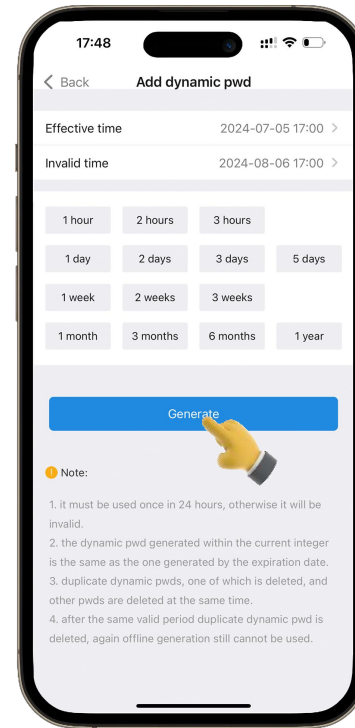 17:48
Back Add dynamic pwd
Effective time 2024-07-05 17:00
Invalid time 2024-08-06 17:00
1 hour 2 hours 3 hours
1 day 2 days 3 days 5 days
1 week 2 weeks 3 weeks
1 month 3 months 6 months 1 year
Generate
Note:
1. it must be used once in 24 hours, otherwise it will be
invalid.
2. the dynamic pwd generated within the current integer
is the same as the one generated by the expiration date.
3. duplicate dynamic pwds, one of which is deleted, and
other pwds are deleted at the same time.
4. after the same valid period duplicate dynamic pwd is
deleted, again offline generation still cannot be used.